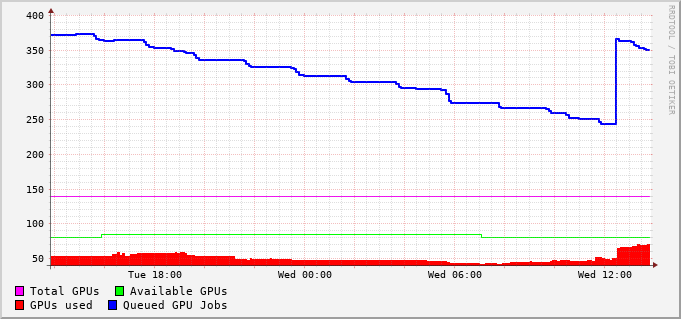 400
350
300
250
200
150
100
50
Tue 18:00 Wed 00:00 Wed 06:00 Wed 12:00
Total GPUs Available GPUs
GPUs used Queued GPU Jobs
RRDTOOL / TOBI OETIKER